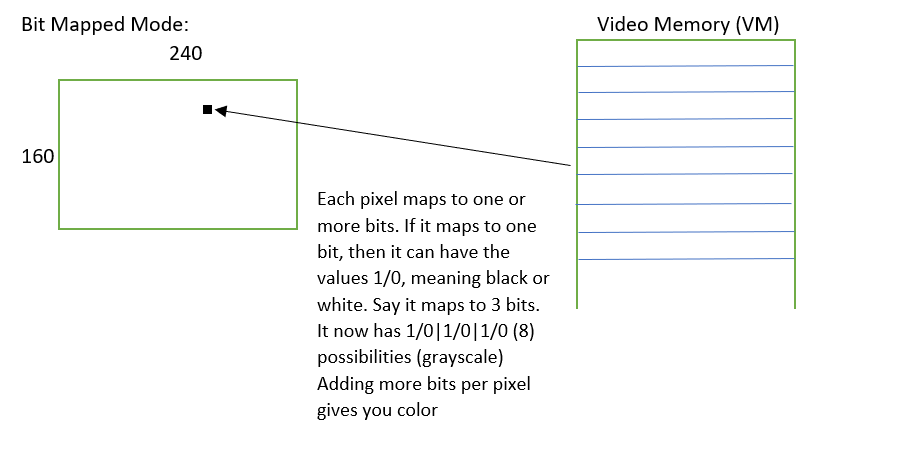 Bit Mapped Mode:
240
160
Video Memory (VM)
Each pixel maps to one or
more bits. If it maps to one
bit, then it can have the
values 1/0, meaning black or
white. Say it maps to 3 bits.
It now has 1/0|1/0|1/0 (8)
possibilities (grayscale)
Adding more bits per pixel
gives you color